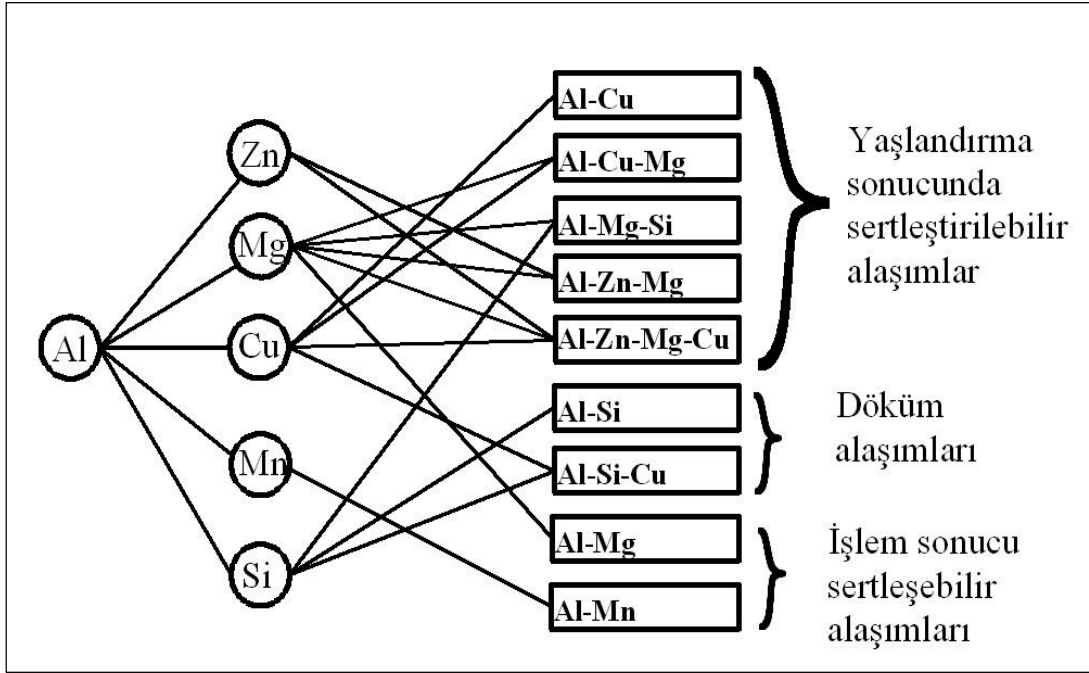 Al
Zn
Mg
Cu
Mn
Si
Al-Cu
Al-Cu-Mg
Al-Mg-Si
Al-Zn-Mg
Al-Zn-Mg-Cu
Al-Si
Al-Si-Cu
Al-Mg
Al-Mn
Yaşlandırma
sonucunda
sertleştirilebilir
alaşımlar
Döküm
alaşımları
İşlem sonucu
sertleşebilir
alaşımları